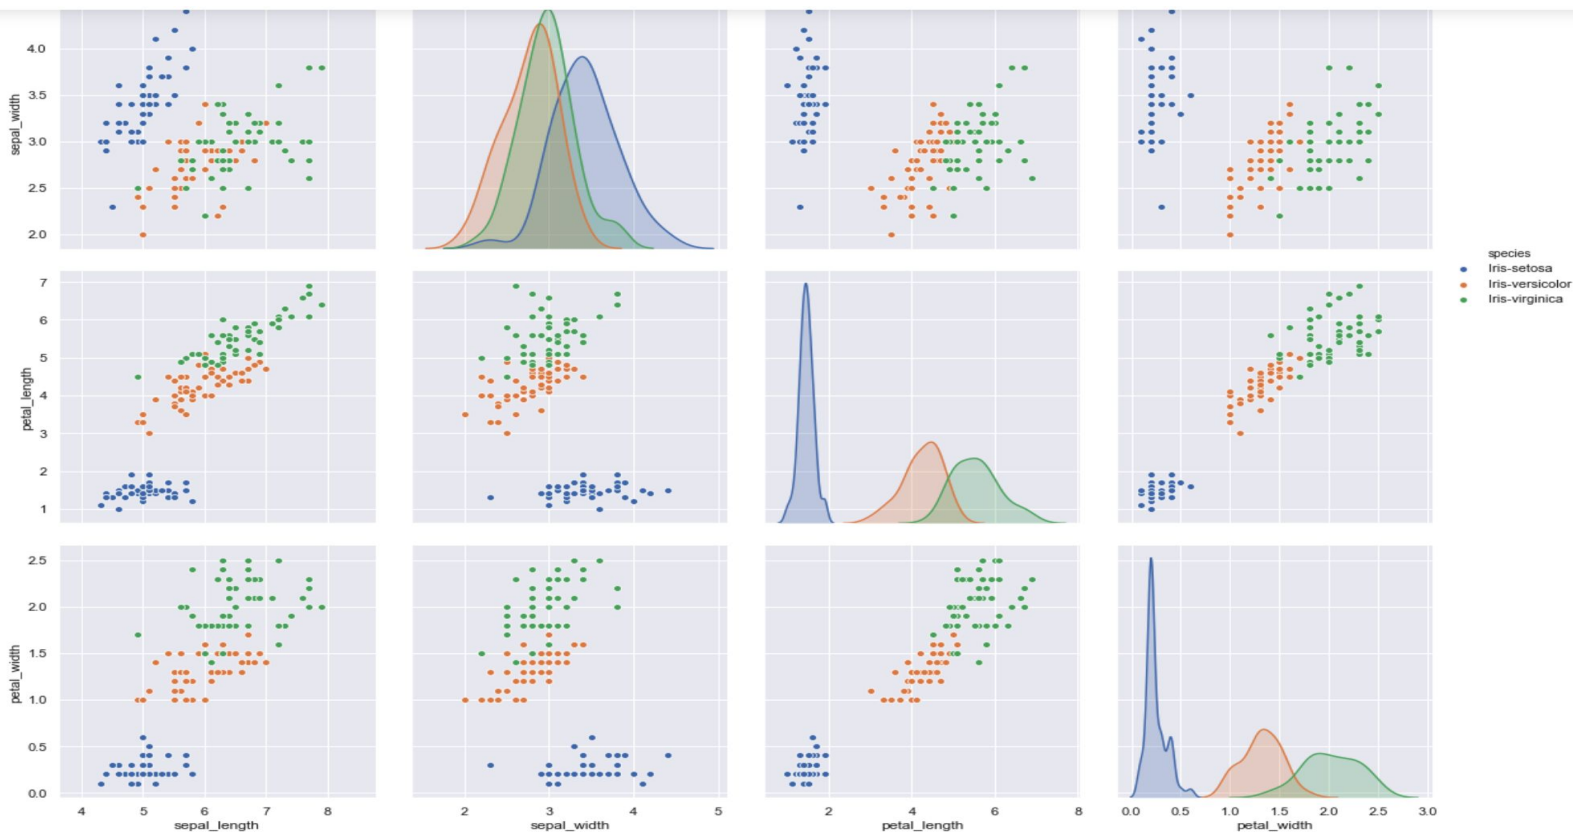 4.0
3.5
3.0
2.5
2.0
sepal_width
species
Iris-setosa
Iris-versicolor
Iris-virginica
7
6
5
4
3
2
1
petal_length
2.5
2.0
1.5
1.0
0.5
0.0
petal_width
4 5 6 7 8
2 3 4 5
2 4 6 8
0.0 0.5 1.0 1.5 2.0 2.5 3.0
sepal_length
sepal_width
petal_length
petal_width